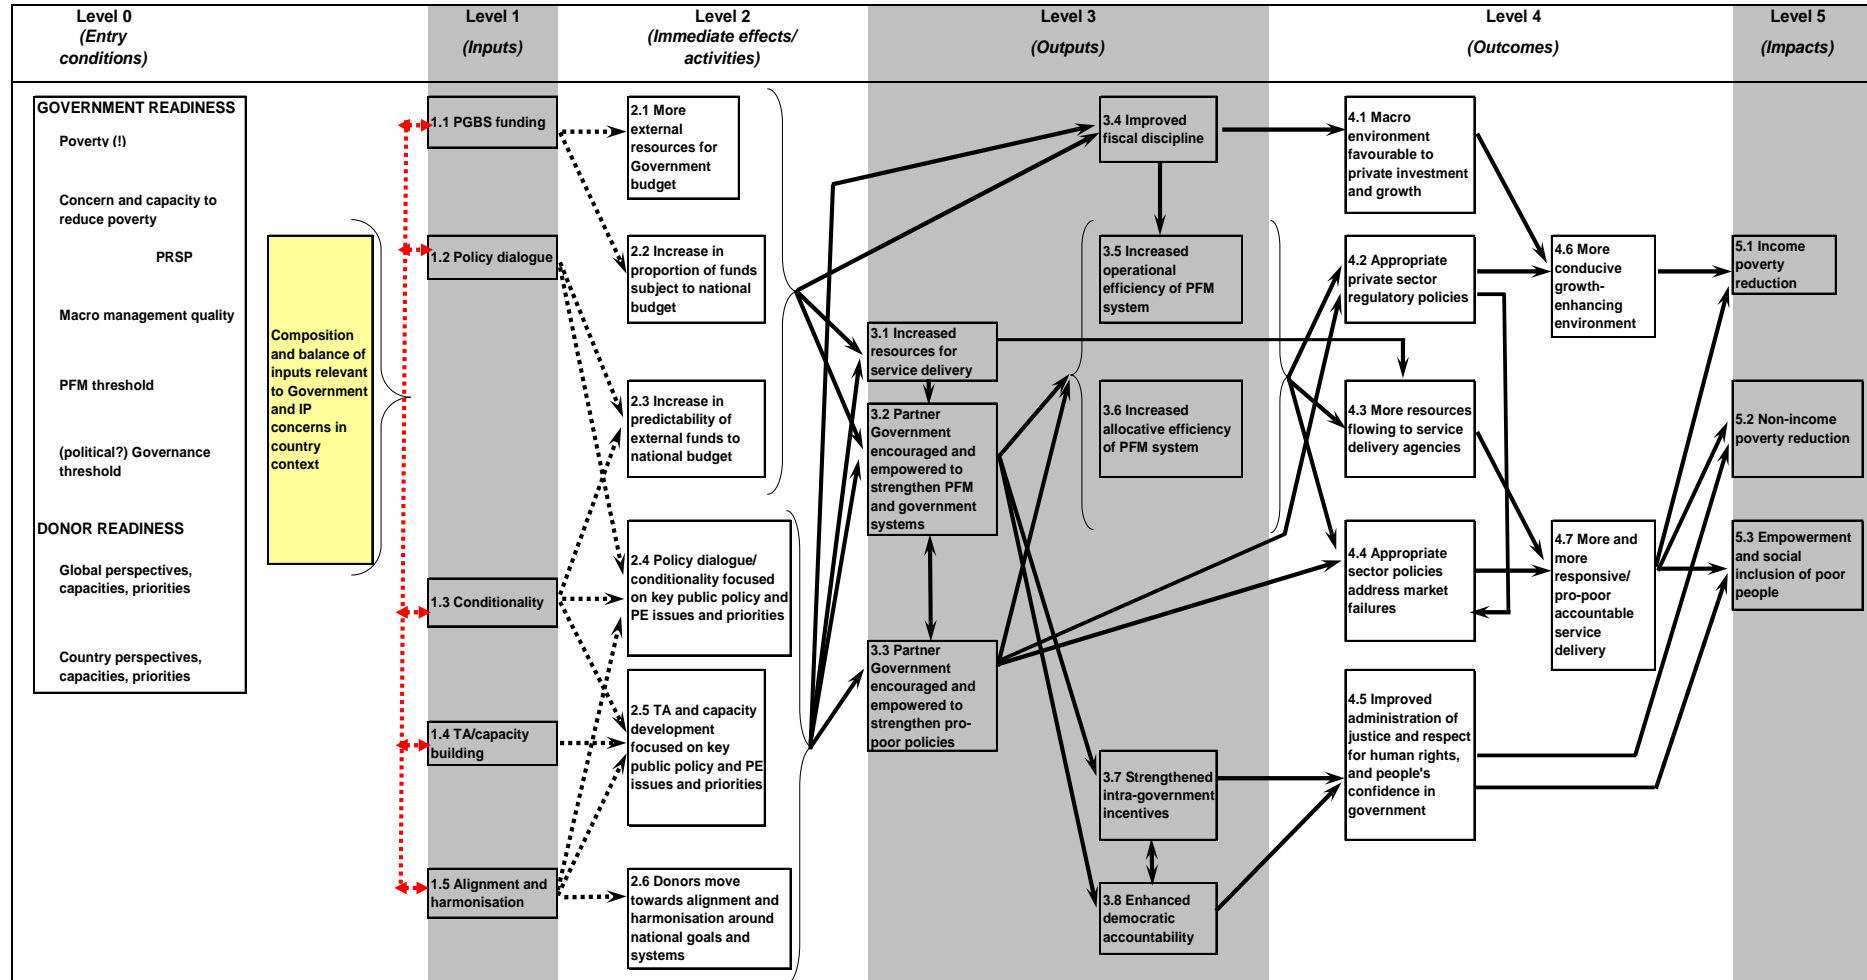 Level 0
(Entry
conditions)
Level 1
(Inputs)
Level 2
(Immediate effects/
activities)
Level 3
(Outputs)
Level 4
(Outcomes)
Level 5
(Impacts)
GOVERNMENT READINESS
Poverty (!)
Concern and capacity to
reduce poverty
PRSP
Macro management quality
PFM threshold
(political?) Governance
threshold
DONOR READINESS
Global perspectives,
capacities, priorities
Country perspectives,
capacities, priorities
Composition
and balance of
inputs relevant
to Government
and IP
concerns in
country
context
1.1 PGBS funding
1.2 Policy dialogue
1.3 Conditionality
1.4 TA/capacity
building
1.5 Alignment and
harmonisation
2.1 More
external
resources for
Government
budget
2.2 Increase in
proportion of funds
subject to national
budget
2.3 Increase in
predictability of
external funds to
national budget
2.4 Policy dialogue/
conditionality focused
on key public policy and
PE issues and priorities
2.5 TA and capacity
development
focused on key
public policy and PE
issues and priorities
2.6 Donors move
towards alignment and
harmonisation around
national goals and
systems
3.1 Increased
resources for
service delivery
3.2 Partner
Government
encouraged and
empowered to
strengthen PFM
and government
systems
3.3 Partner
Government
encouraged and
empowered to
strengthen pro-
poor policies
3.4 Improved
fiscal discipline
3.5 Increased
operational
efficiency of PFM
system
3.6 Increased
allocative efficiency
of PFM system
3.7 Strengthened
intra-government
incentives
3.8 Enhanced
democratic
accountability
4.1 Macro
environment
favourable to
private investment
and growth
4.2 Appropriate
private sector
regulatory policies
4.3 More resources
flowing to service
delivery agencies
4.4 Appropriate
sector policies
address market
failures
4.5 Improved
administration of
justice and respect
for human rights,
and people's
confidence in
government
4.6 More
conducive
growth-
enhancing
environment
4.7 More and
more
responsive/
pro-poor
accountable
service
delivery
5.1 Income
poverty
reduction
5.2 Non-income
poverty reduction
5.3 Empowerment
and social
inclusion of poor
people